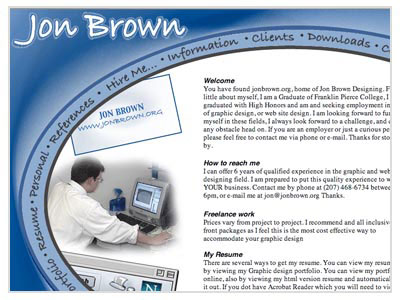 Jon Brown
Portfolio • Resume • Personal • References • Hire Me... • Information • Clients • Downloads • C
JON BROWN
WWW.JONBROWN.ORG
Welcome
You have found jonbrown.org, home of Jon Brown Designing. F
little about myself, I am a Graduate of Franklin Pierce College, I
graduated with High Honors and am and seeking employment in
of graphic design, or web site design. I am looking forward to fu
myself in these fields, I always look forward to a challenge, and
any obstacle head on. If you are an employer or just a curious pe
please feel free to contact me via phone or e-mail. Thanks for sto
by.
How to reach me
I can offer 6 years of qualified experience in the graphic and web
designing field. I am prepared to put this quality experience to w
YOUR business. Contact me by phone at (207) 468-6734 betwee
6pm, or e-mail me at jon@jonbrown.org Thanks.
Freelance work
Prices vary from project to project. I recommend and all inclusiv
front packages as I feel this is the most cost effective way to
accommodate your graphic design
My Resume
There are several ways to get my resume. You can view my resum
by viewing my Graphic design portfolio. You can view my portf
online, also by viewing my html version resume and automatical
it out. If you dot have Acrobat Reader which you will need to vi
N